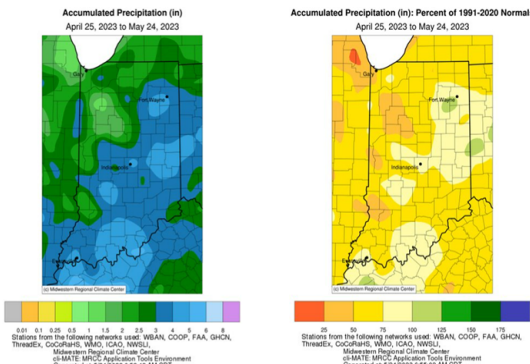 Accumulated Precipitation (in)
April 25, 2023 to May 24, 2023
Gary
Fort Wayne
Indianapolis
(c) Midwestern Regional Climate Center
0.01 0.1 0.25 0.5 1 1.5 2 2.5 3 4 5 6 8
Stations from the following networks used: WBAN, COOP, FAA, GHCN,
ThreadEx, CoCoRaHS, WMO, ICAO, NWSLI,
Midwestern Regional Climate Center
cli-MATE: MRCC Application Tools Environment
Accumulated Precipitation (in): Percent of 1991-2020 Normals
April 25, 2023 to May 24, 2023
Gary
Fort Wayne
Indianapolis
(c) Midwestern Regional Climate Center
25 50 75 100 125 150 175
Stations from the following networks used: WBAN, COOP, FAA, GHCN,
ThreadEx, CoCoRaHS, WMO, ICAO, NWSLI,
Midwestern Regional Climate Center
cli-MATE: MRCC Application Tools Environment